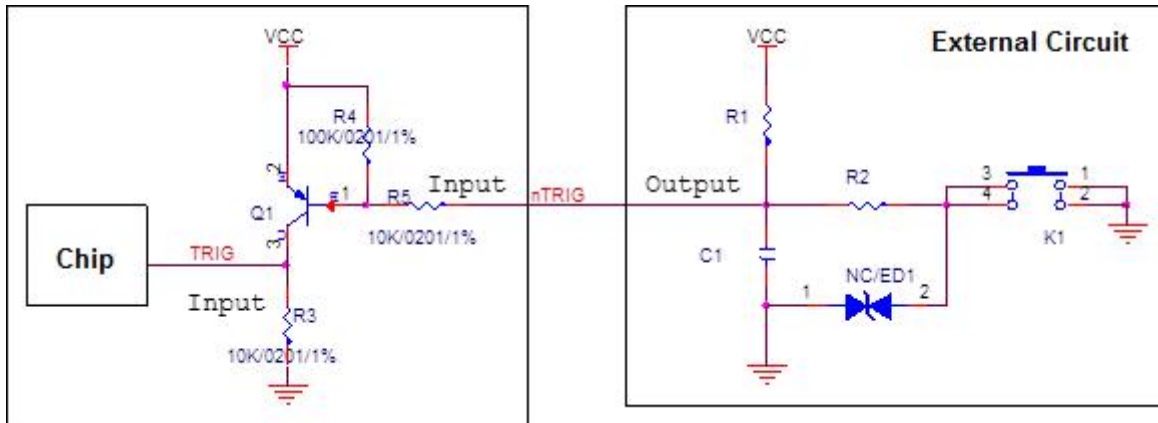 VCC
R4
100K/0201/1%
2
1
Q1
3
R5
Input
10K/0201/1%
nTRIG
Chip
TRIG
Input
R3
10K/0201/1%
External Circuit
VCC
R1
Output
R2
3
1
4
2
K1
C1
NC/ED1
1
2